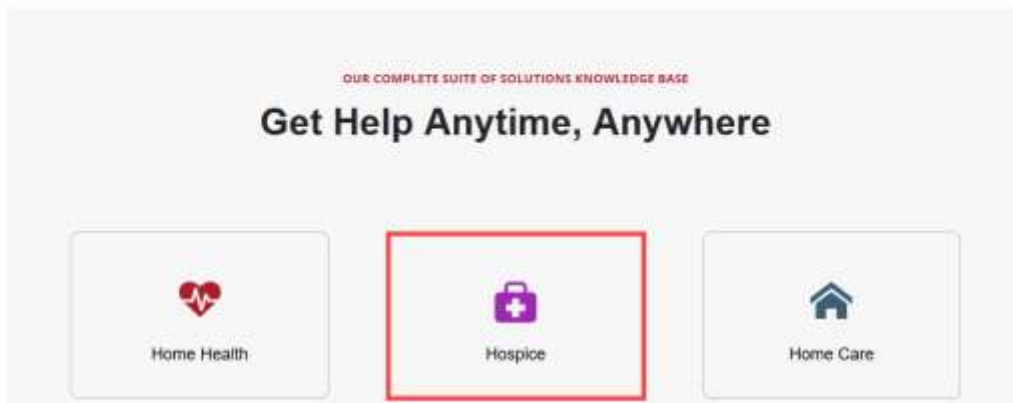 OUR COMPLETE SUITE OF SOLUTIONS KNOWLEDGE BASE
Get Help Anytime, Anywhere
Home Health
Hospice
Home Care